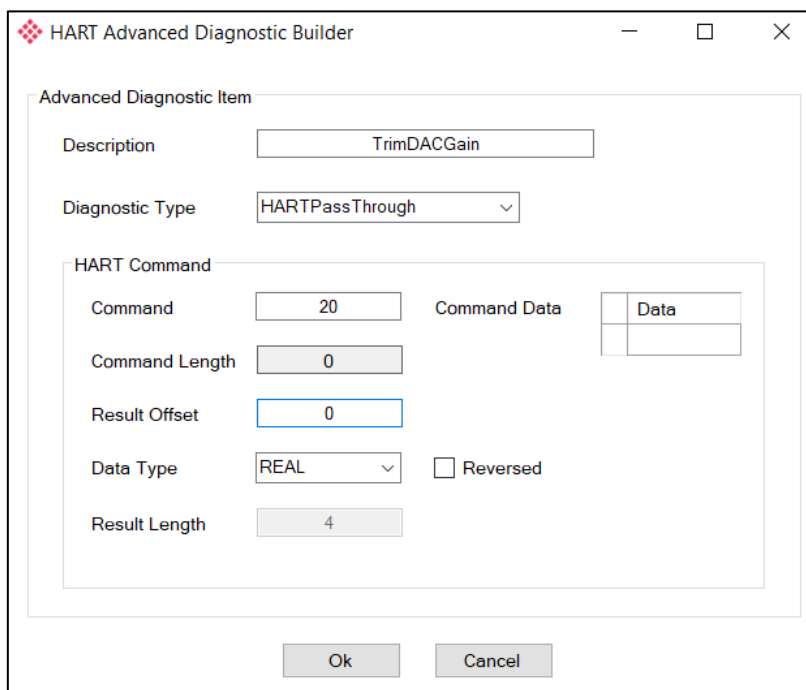 HART Advanced Diagnostic Builder
Advanced Diagnostic Item
Description TrimDACGain
Diagnostic Type HARTPassThrough
HART Command
Command 20 Command Data Data
Command Length 0
Result Offset 0
Data Type REAL Reversed
Result Length 4
Ok Cancel